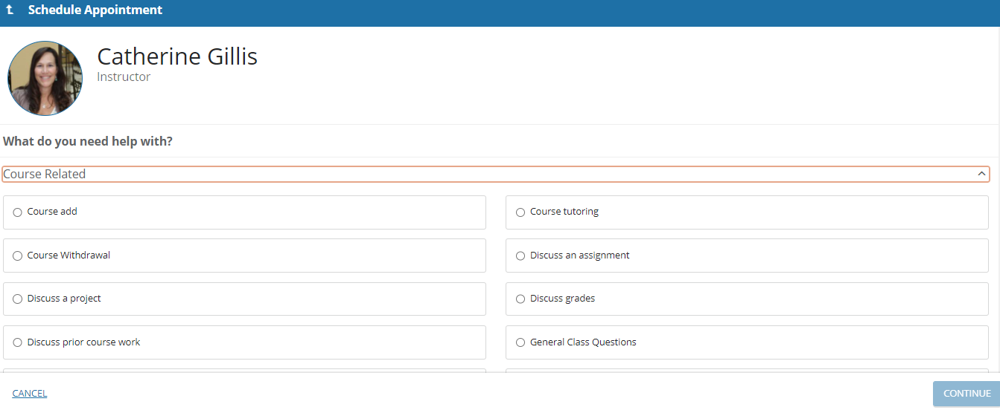 Schedule Appointment
Catherine Gillis
Instructor
What do you need help with?
Course Related
Course add
Course tutoring
Course Withdrawal
Discuss an assignment
Discuss a project
Discuss grades
Discuss prior course work
General Class Questions
CANCEL
CONTINUE